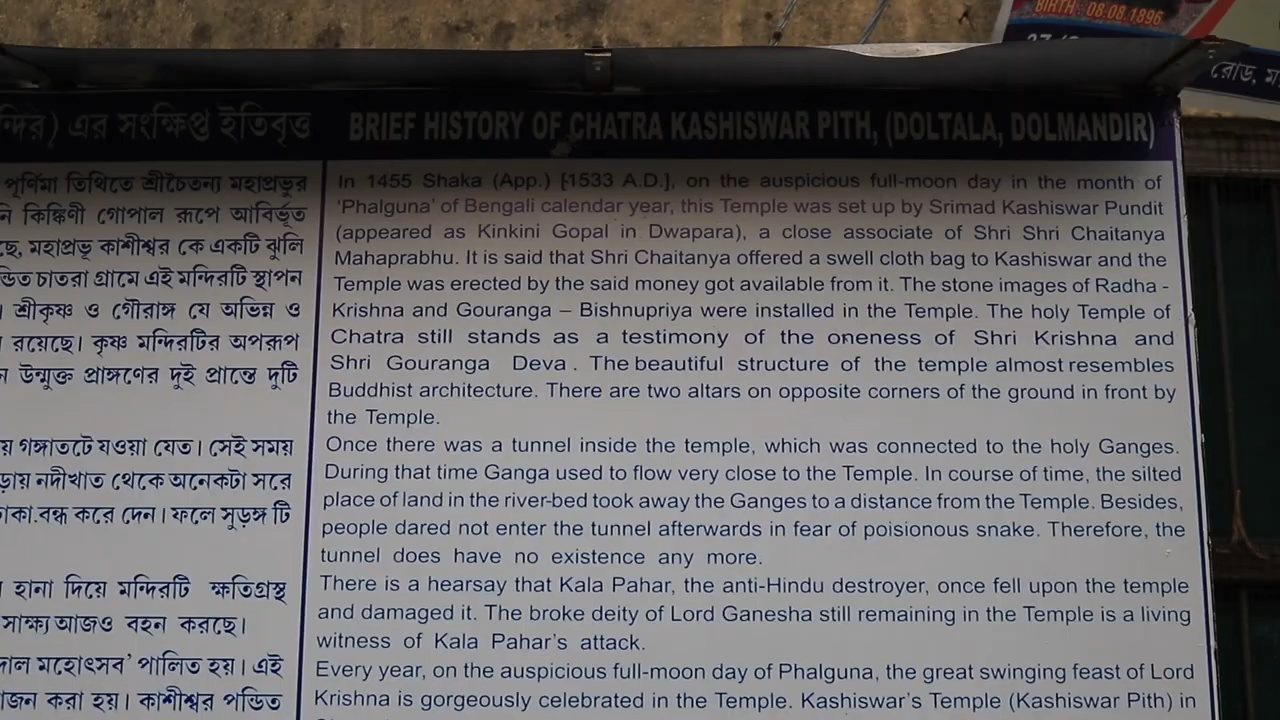 BIRTH : 08.08.1896
রোড,
ন্দির) এর সংক্ষিপ্ত ইতিবৃত্ত
পূর্ণিমা তিথিতে শ্রীচৈতন্য মহাপ্রভুর
নি কিঙ্কিণী গোপাল রূপে আবির্ভূত
ছে, মহাপ্রভু কাশীশ্বর কে একটি ঝুলি
ন্ডিত চাতরা গ্রামে এই মন্দিরটি স্থাপন
। শ্রীকৃষ্ণ ও গৌরাঙ্গ যে অভিন্ন ও
রয়েছে। কৃষ্ণ মন্দিরটির অপরূপ
ন উন্মুক্ত প্রাঙ্গণের দুই প্রান্তে দুটি
য় গঙ্গাতটে যওয়া যেত। সেই সময়
ড়ায় নদীখাত থেকে অনেকটা সরে
াকা.বন্ধ করে দেন। ফলে সুড়ঙ্গ টি
হানা দিয়ে মন্দিরটি ক্ষতিগ্রস্থ
সাক্ষ্য আজও বহন করছে।
দোল মহোৎসব' পালিত হয়। এই
য়োজন করা হয়। কাশীশ্বর পন্ডিত
BRIEF HISTORY OF CHATRA KASHISWAR PITH, (DOLTALA, DOLMANDIR)
In 1455 Shaka (App.) [1533 A.D.], on the auspicious full-moon day in the month of
'Phalguna' of Bengali calendar year, this Temple was set up by Srimad Kashiswar Pundit
(appeared as Kinkini Gopal in Dwapara), a close associate of Shri Shri Chaitanya
Mahaprabhu. It is said that Shri Chaitanya offered a swell cloth bag to Kashiswar and the
Temple was erected by the said money got available from it. The stone images of Radha -
Krishna and Gouranga – Bishnupriya were installed in the Temple. The holy Temple of
Chatra still stands as a testimony of the oneness of Shri Krishna and
Shri Gouranga Deva . The beautiful structure of the temple almost resembles
Buddhist architecture. There are two altars on opposite corners of the ground in front by
the Temple.
Once there was a tunnel inside the temple, which was connected to the holy Ganges.
During that time Ganga used to flow very close to the Temple. In course of time, the silted
place of land in the river-bed took away the Ganges to a distance from the Temple. Besides,
people dared not enter the tunnel afterwards in fear of poisionous snake. Therefore, the
tunnel does have no existence any more.
There is a hearsay that Kala Pahar, the anti-Hindu destroyer, once fell upon the temple
and damaged it. The broke deity of Lord Ganesha still remaining in the Temple is a living
witness of Kala Pahar's attack.
Every year, on the auspicious full-moon day of Phalguna, the great swinging feast of Lord
Krishna is gorgeously celebrated in the Temple. Kashiswar's Temple (Kashiswar Pith) in